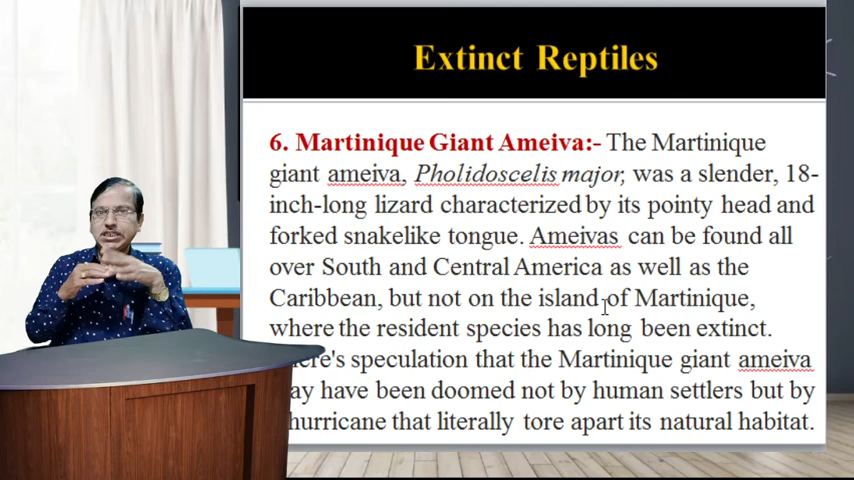 Extinct Reptiles
6. Martinique Giant Ameiva:- The Martinique
giant ameiva, Pholidoscelis major, was a slender, 18-
inch-long lizard characterized by its pointy head and
forked snakelike tongue. Ameivas can be found all
over South and Central America as well as the
Caribbean, but not on the island of Martinique,
where the resident species has long been extinct.
speculation that the Martinique giant ameiva
have been doomed not by human settlers but by
hurricane that literally tore apart its natural habitat.